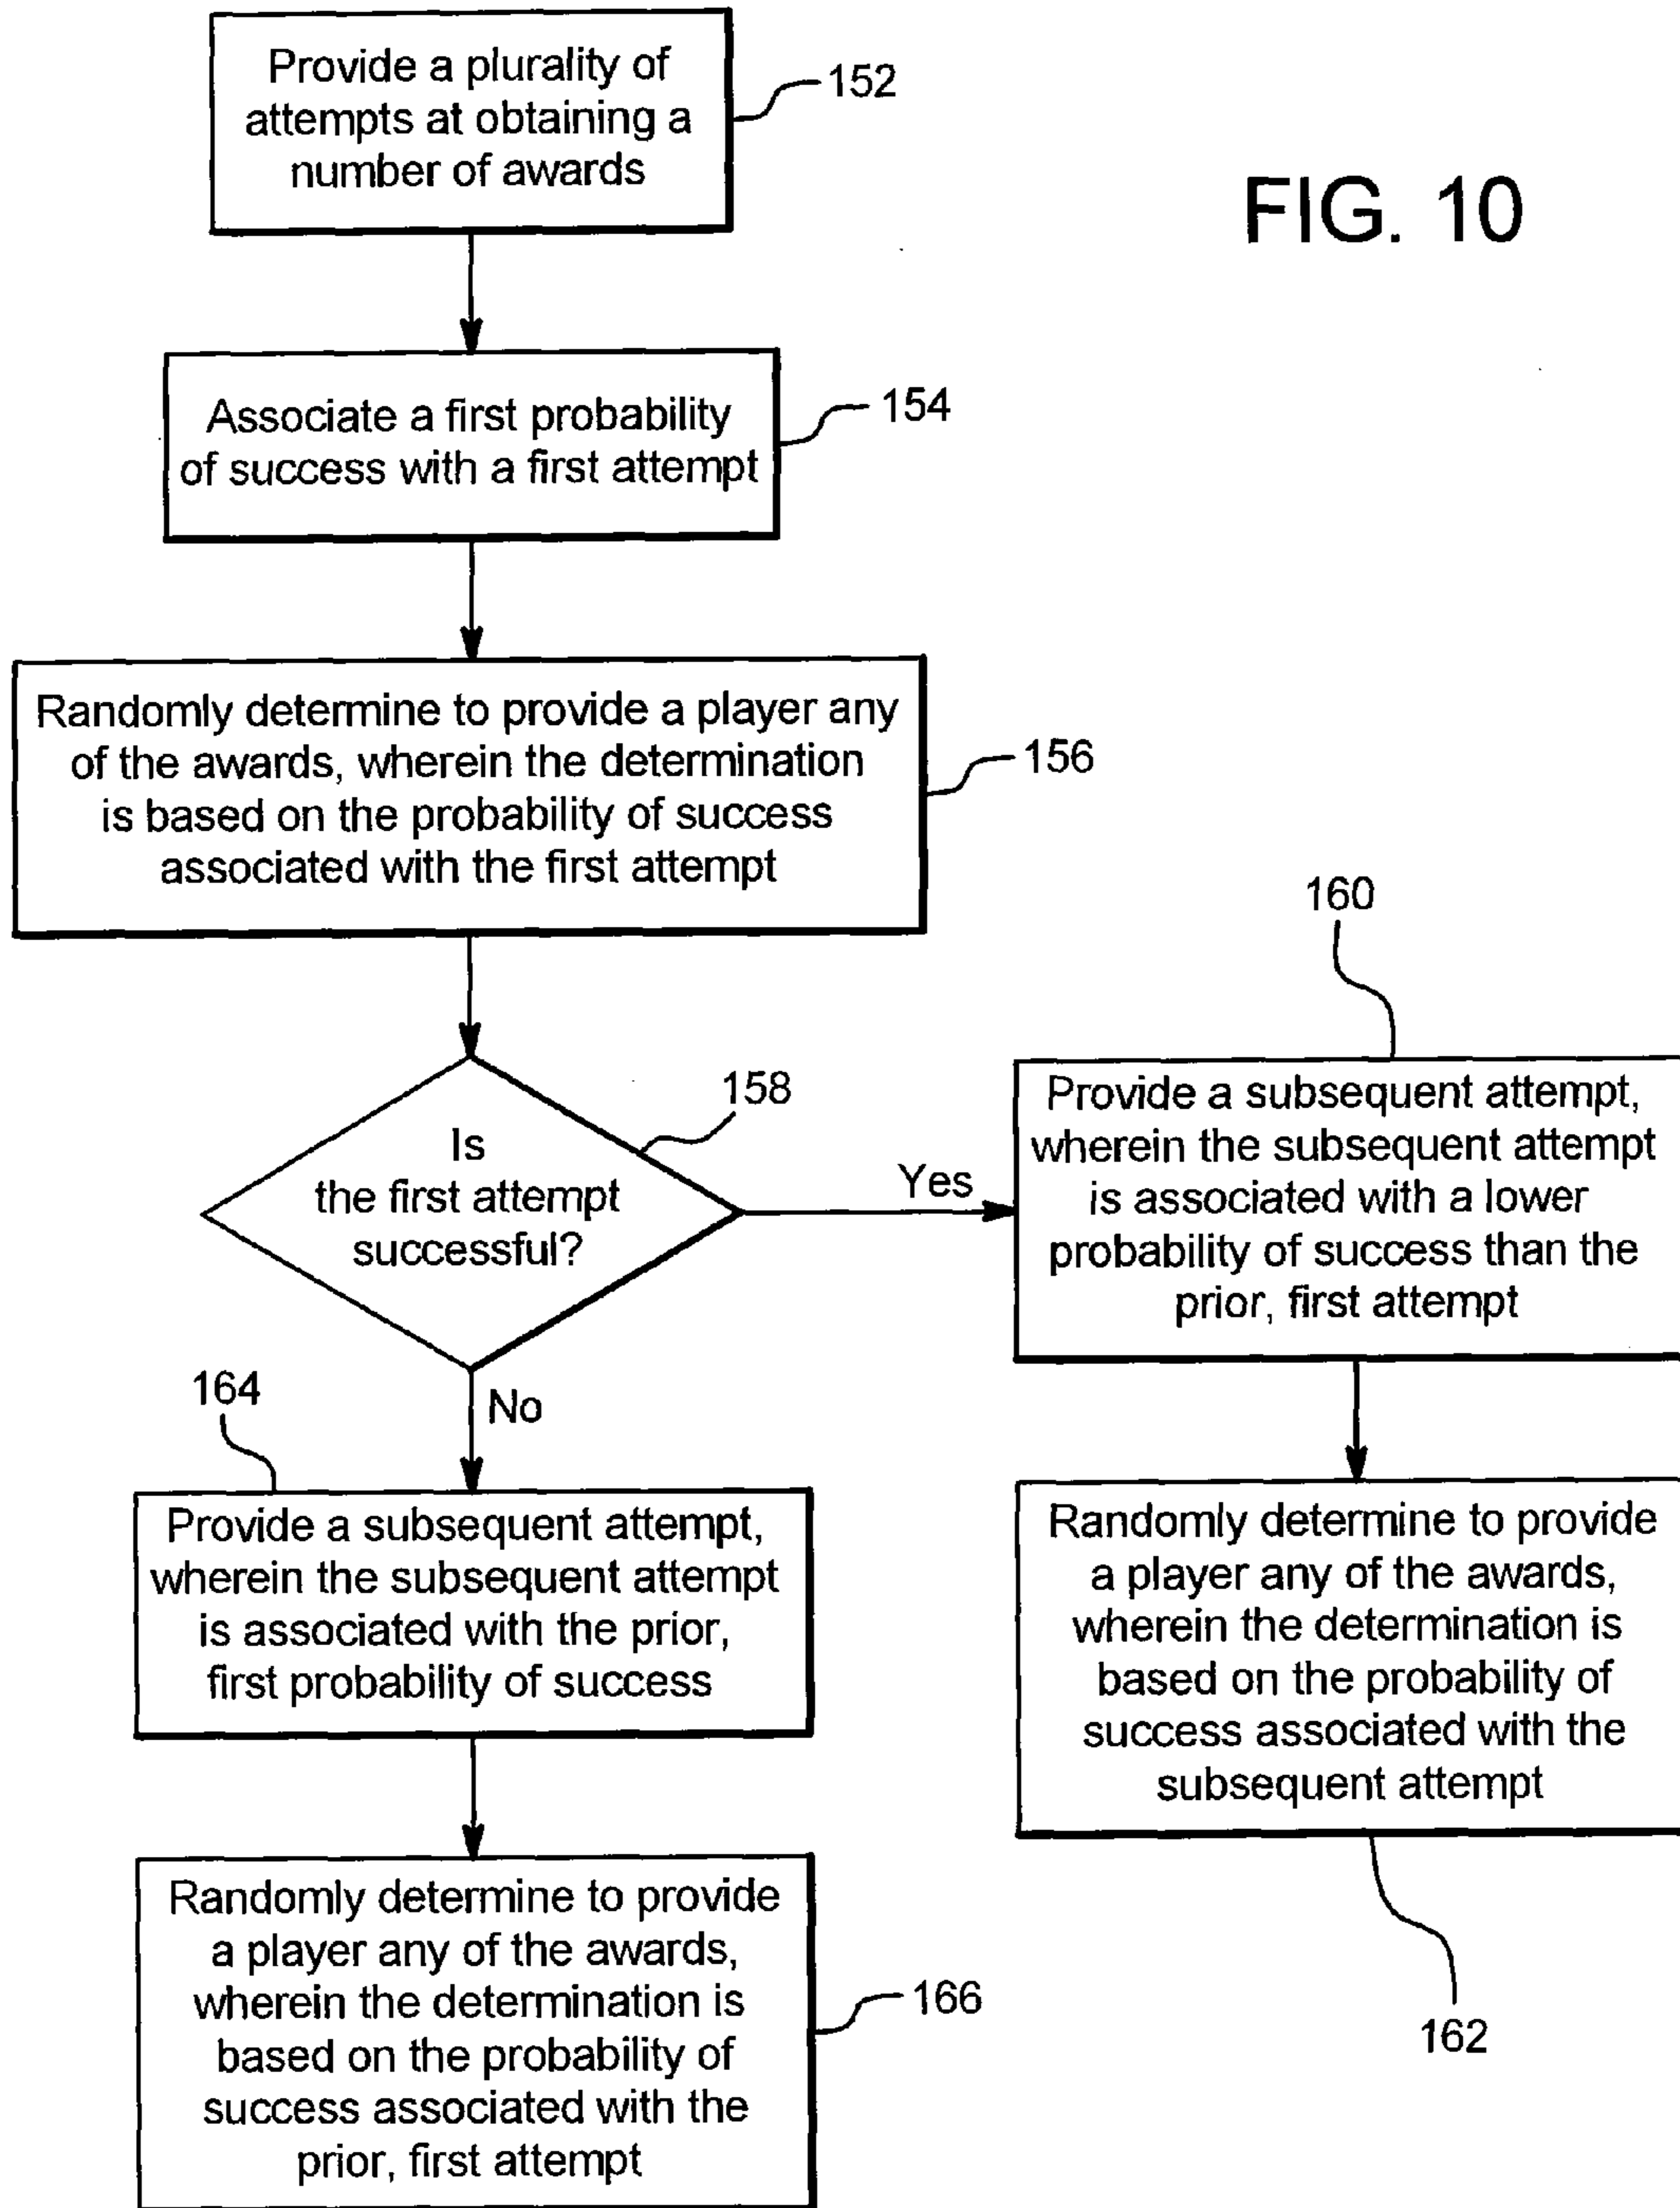 Provide a plurality of
attempts at obtaining a
number of awards
152
FIG. 10
Associate a first probability
of success with a first attempt
154
Randomly determine to provide a player any
of the awards, wherein the determination
is based on the probability of success
associated with the first attempt
156
Is
the first attempt
successful?
158
Yes
No
160
Provide a subsequent attempt,
wherein the subsequent attempt
is associated with a lower
probability of success than the
prior, first attempt
164
Provide a subsequent attempt,
wherein the subsequent attempt
is associated with the prior,
first probability of success
Randomly determine to provide
a player any of the awards,
wherein the determination is
based on the probability of
success associated with the
subsequent attempt
162
Randomly determine to provide
a player any of the awards,
wherein the determination is
based on the probability of
success associated with the
prior, first attempt
166